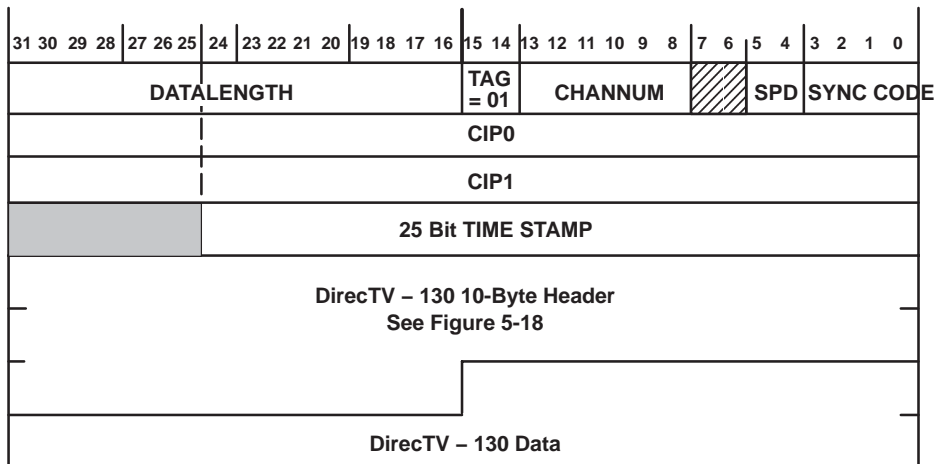 31 30 29 28 27 26 25 24 23 22 21 20 19 18 17 16 15 14 13 12 11 10 9 8 7 6 5 4 3 2 1 0
DATALENGTH TAG = 01 CHANNUM SPD SYNC CODE
CIP0
CIP1
25 Bit TIME STAMP
DirecTV – 130 10-Byte Header
See Figure 5-18
DirecTV – 130 Data